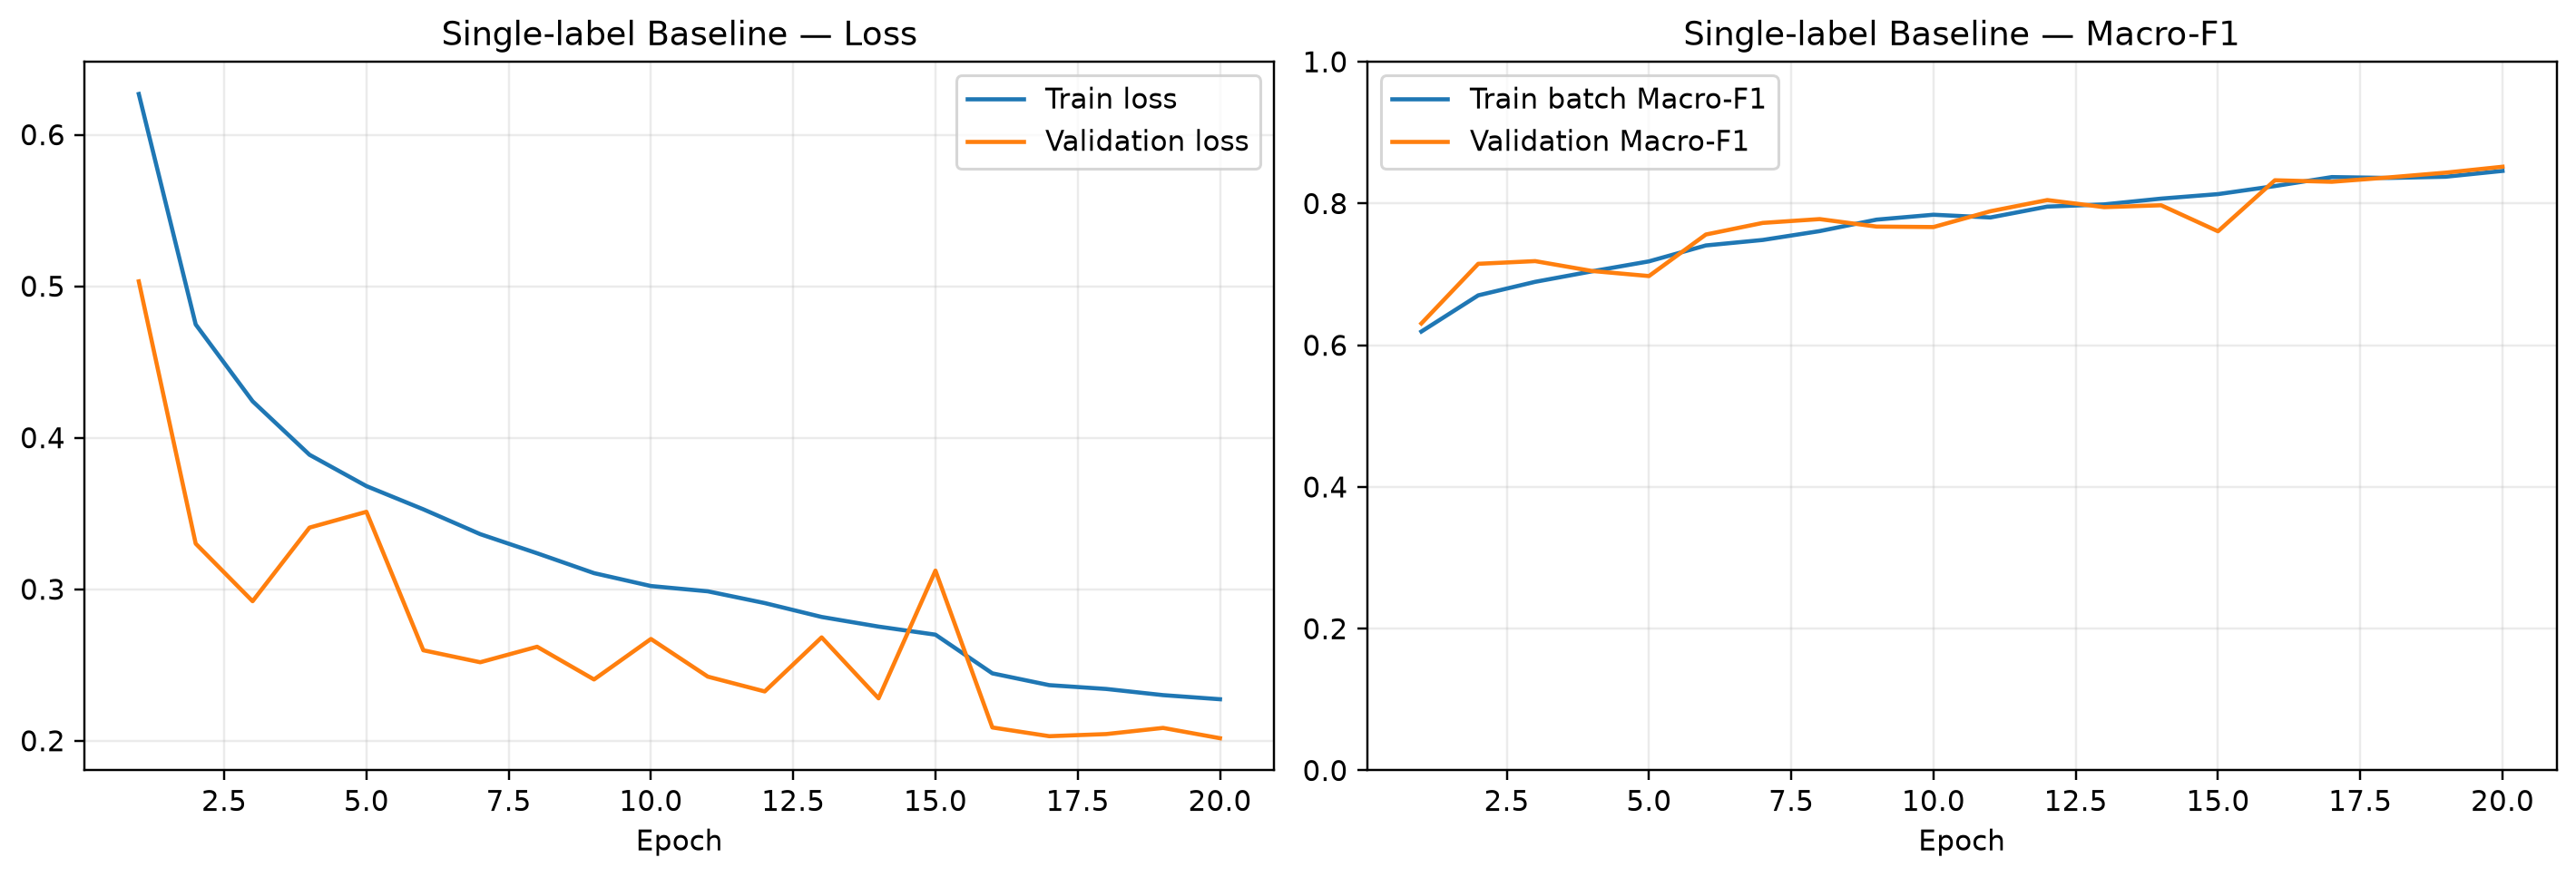 Single-label Baseline — Loss
Train loss
Validation loss
0.6
0.5
0.4
0.3
0.2
2.5 5.0 7.5 10.0 12.5 15.0 17.5 20.0
Epoch
Single-label Baseline — Macro-F1
Train batch Macro-F1
Validation Macro-F1
1.0
0.8
0.6
0.4
0.2
0.0
2.5 5.0 7.5 10.0 12.5 15.0 17.5 20.0
Epoch